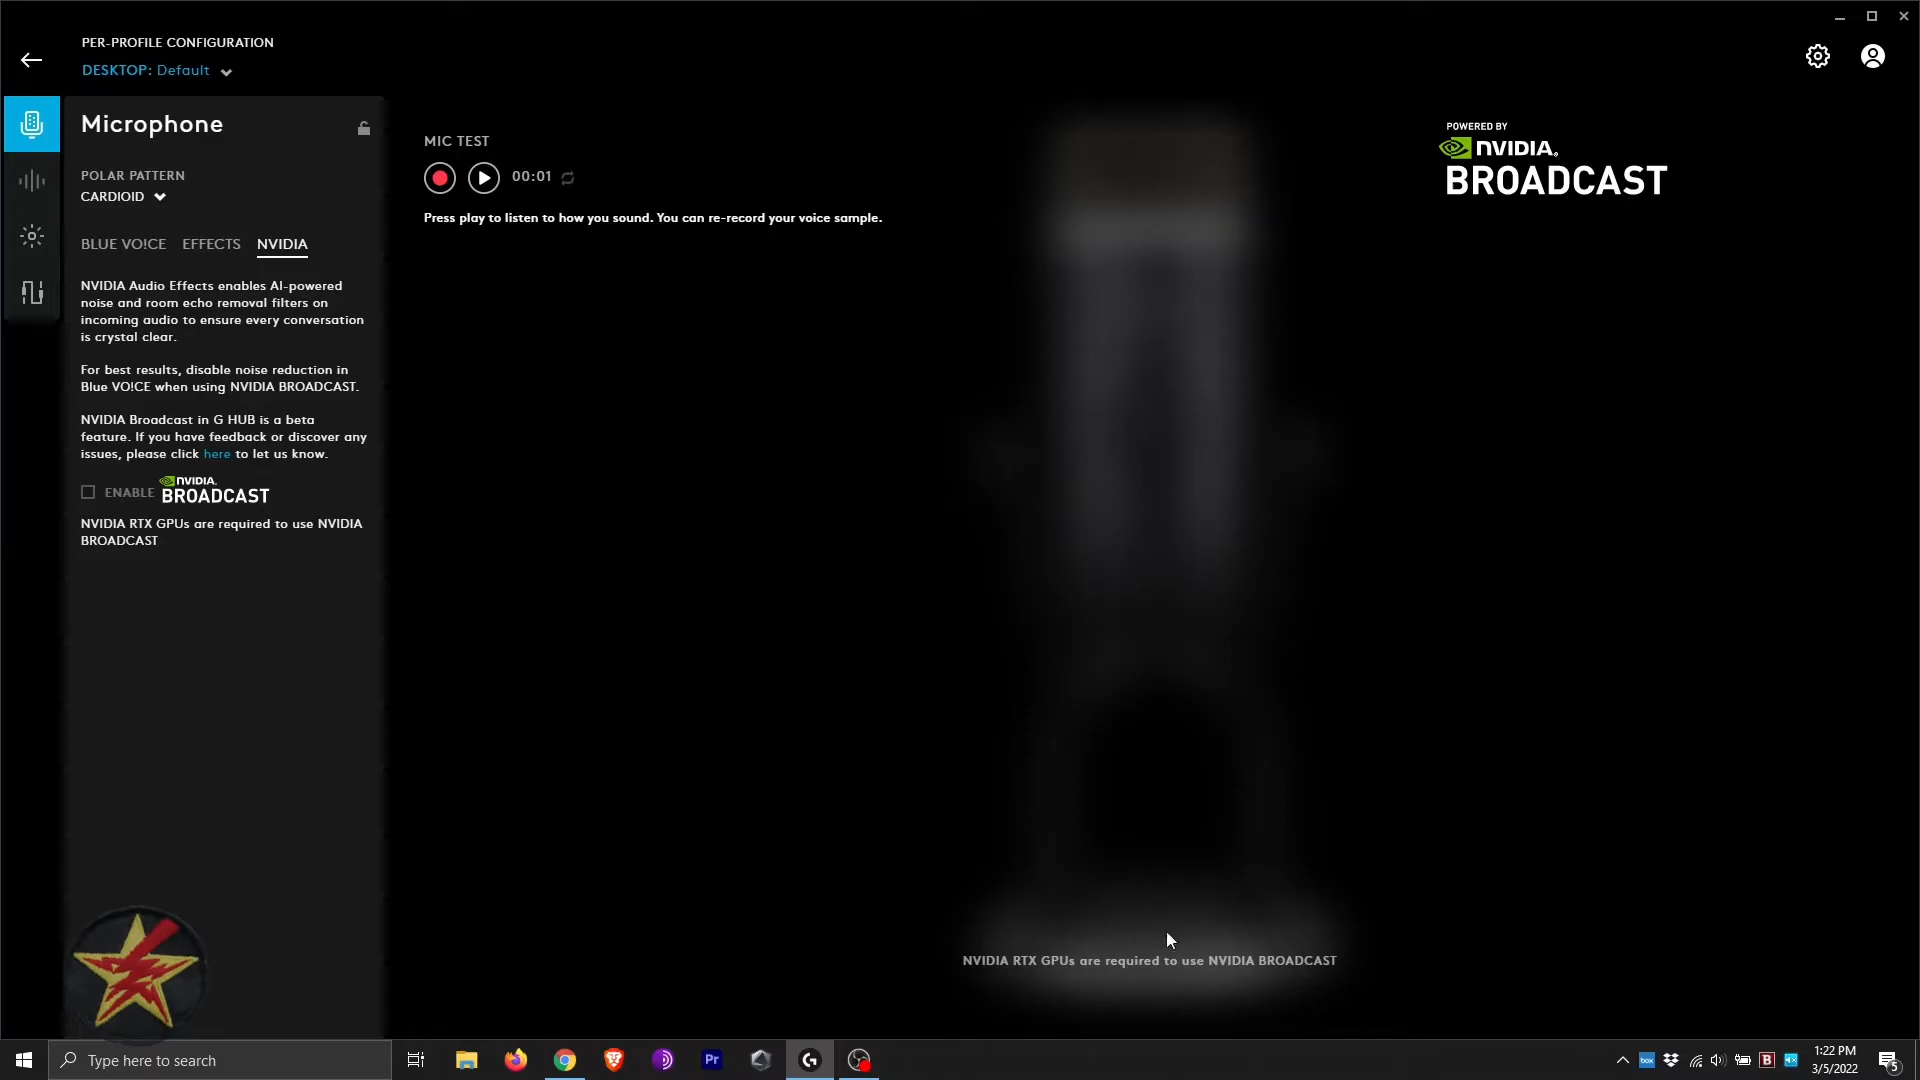 PER-PROFILE CONFIGURATION
DESKTOP: Default
Microphone
POLAR PATTERN
CARDIOID
BLUE VO!CE EFFECTS NVIDIA
NVIDIA Audio Effects enables AI-powered
noise and room echo removal filters on
incoming audio to ensure every conversation
is crystal clear.
For best results, disable noise reduction in
Blue VO!CE when using NVIDIA BROADCAST.
NVIDIA Broadcast in G HUB is a beta
feature. If you have feedback or discover any
issues, please click here to let us know.
ENABLE NVIDIA. BROADCAST
NVIDIA RTX GPUs are required to use NVIDIA
BROADCAST
MIC TEST
00:01
Press play to listen to how you sound. You can re-record your voice sample.
POWERED BY
NVIDIA.
BROADCAST
NVIDIA RTX GPUs are required to use NVIDIA BROADCAST
Type here to search
Pr
box
B
1:22 PM
3/5/2022
5